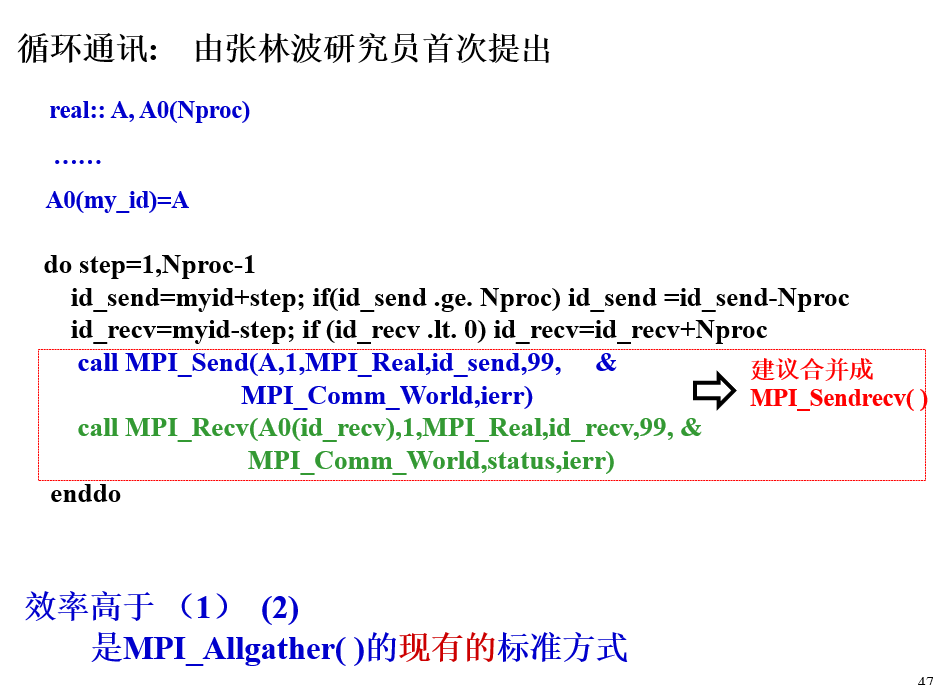 循环通讯： 由张林波研究员首次提出
real:: A, A0(Nproc)
……
A0(my_id)=A
do step=1,Nproc-1
id_send=myid+step; if(id_send .ge. Nproc) id_send =id_send-Nproc
id_recv=myid-step; if (id_recv .lt. 0) id_recv=id_recv+Nproc
call MPI_Send(A,1,MPI_Real,id_send,99, &
MPI_Comm_World,ierr)
call MPI_Recv(A0(id_recv),1,MPI_Real,id_recv,99, &
MPI_Comm_World,status,ierr)
建议合并成
MPI_Sendrecv( )
enddo
效率高于 （1） (2)
是MPI_Allgather( )的现有的标准方式
47